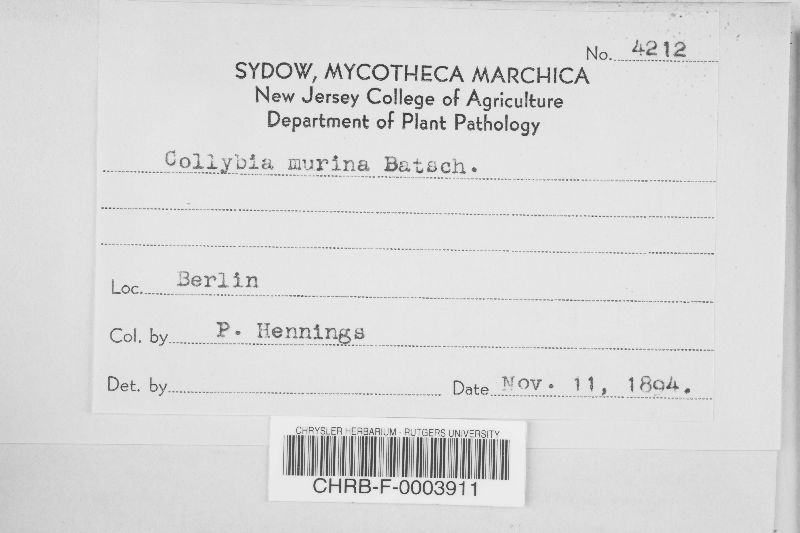 No. 4212
SYDOW, MYCOTHECA MARCHICA
New Jersey College of Agriculture
Department of Plant Pathology
Collybia murina Batsch.
Loc. Berlin
Col. by P. Hennings
Det. by Date Nov. 11, 1894.
CHRYSLER HERBARIUM - RUTGERS UNIVERSITY
CHRB-F-0003911